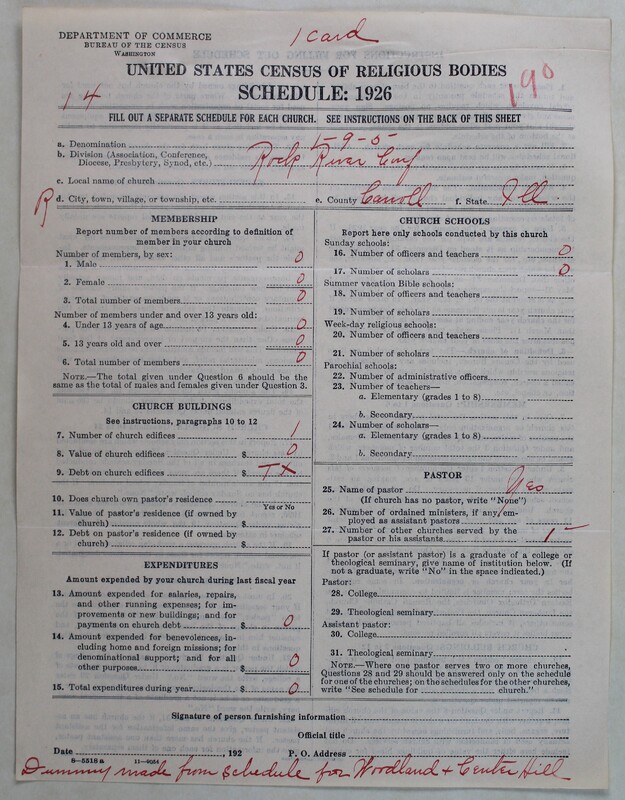 DEPARTMENT OF COMMERCE
BUREAU OF THE CENSUS
WASHINGTON
1 card
UNITED STATES CENSUS OF RELIGIOUS BODIES
SCHEDULE: 1926
14
190
FILL OUT A SEPARATE SCHEDULE FOR EACH CHURCH. SEE INSTRUCTIONS ON THE BACK OF THIS SHEET
a. Denomination 1-9-5-
b. Division (Association, Conference, Diocese, Presbytery, Synod, etc.) Rock River Conf
c. Local name of church
R d. City, town, village, or township, etc. e. County Carroll f. State Ill
MEMBERSHIP
Report number of members according to definition of
member in your church
Number of members, by sex:
1. Male 0
2. Female 0
3. Total number of members 0
Number of members under and over 13 years old:
4. Under 13 years of age 0
5. 13 years old and over 0
6. Total number of members 0
NOTE.—The total given under Question 6 should be
same as the total of males and females given under Question 3.
CHURCH BUILDINGS
See instructions, paragraphs 10 to 12
7. Number of church edifices 1
8. Value of church edifices $ 0
9. Debt on church edifices $ TX
10. Does church own pastor's residence
Yes or No
11. Value of pastor's residence (if owned by
church) $
12. Debt on pastor's residence (if owned by
church) $
EXPENDITURES
Amount expended by your church during last fiscal year
13. Amount expended for salaries, repairs,
and other running expenses; for im-
provements or new buildings; and for
payments on church debt $ 0
14. Amount expended for benevolences, in-
cluding home and foreign missions; for
denominational support; and for all
other purposes $ 0
15. Total expenditures during year $ 0
CHURCH SCHOOLS
Report here only schools conducted by this church
Sunday schools:
16. Number of officers and teachers 0
17. Number of scholars 0
Summer vacation Bible schools:
18. Number of officers and teachers
19. Number of scholars
Week-day religious schools:
20. Number of officers and teachers
21. Number of scholars
Parochial schools:
22. Number of administrative officers
23. Number of teachers—
a. Elementary (grades 1 to 8)
b. Secondary
24. Number of scholars—
a. Elementary (grades 1 to 8)
b. Secondary
PASTOR
25. Name of pastor Yes
(If church has no pastor, write "None")
26. Number of ordained ministers, if any, em-
ployed as assistant pastors
27. Number of other churches served by the
pastor or his assistants 1
If pastor (or assistant pastor) is a graduate of a college or
theological seminary, give name of institution below. (If
not a graduate, write "No" in the space indicated.)
Pastor:
28. College
29. Theological seminary
Assistant pastor:
30. College
31. Theological seminary
NOTE.—Where one pastor serves two or more churches,
Questions 28 and 29 should be answered only on the schedule
for one of the churches; on the schedules for the other churches,
write "See schedule for church."
Signature of person furnishing information
Official title
Date , 192 P. O. Address
8—5518 a 11—9054
Dummy made from schedule for Woodland + Center Hill